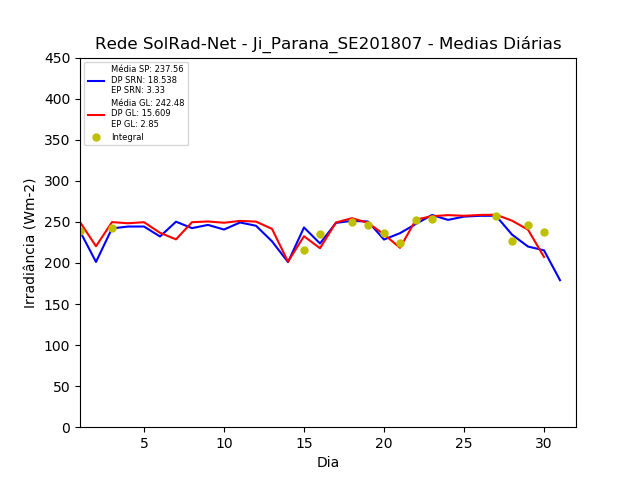 Rede SolRad-Net - Ji_Parana_SE201807 - Medias Diárias
Irradiância (Wm-2)
450
400
350
300
250
200
150
100
50
0
Média SP: 237.56
DP SRN: 18.538
EP SRN: 3.33
Média GL: 242.48
DP GL: 15.609
EP GL: 2.85
Integral
5 10 15 20 25 30
Dia